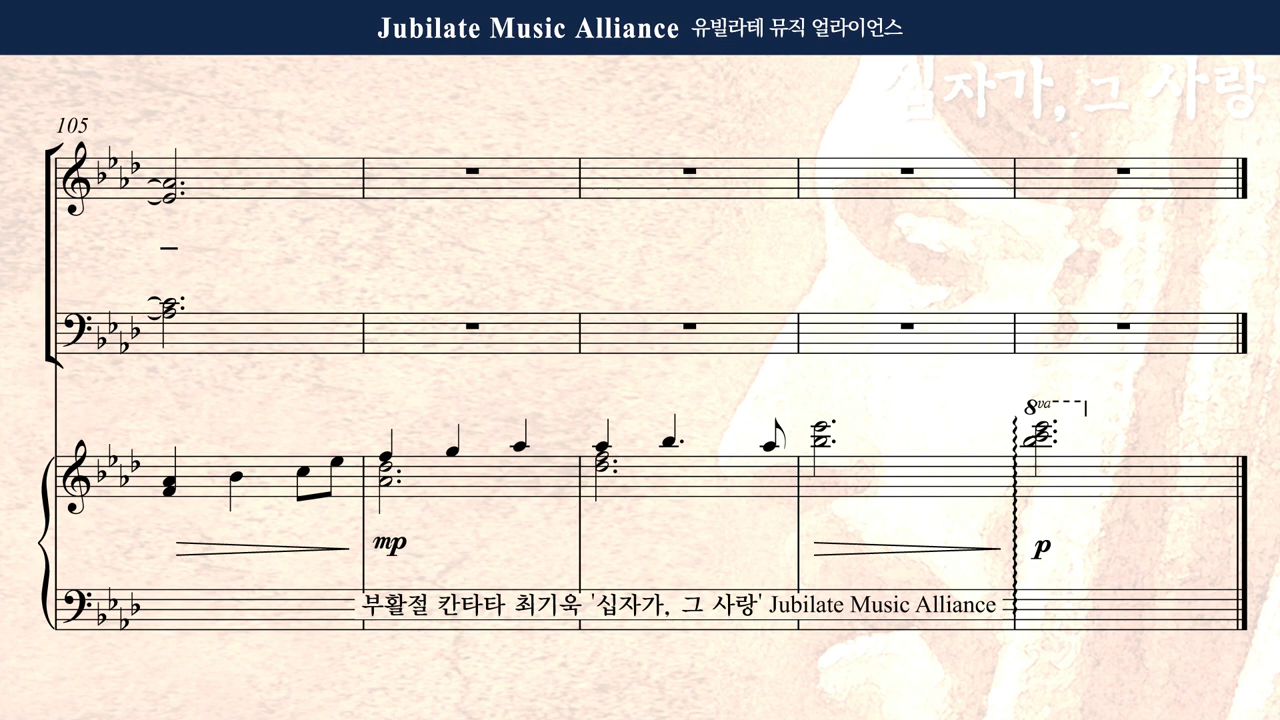 Jubilate Music Alliance 유빌라테 뮤직 얼라이언스
십자가, 그 사랑
105
8va
mp
p
부활절 칸타타 최기욱 '십자가, 그 사랑' Jubilate Music Alliance